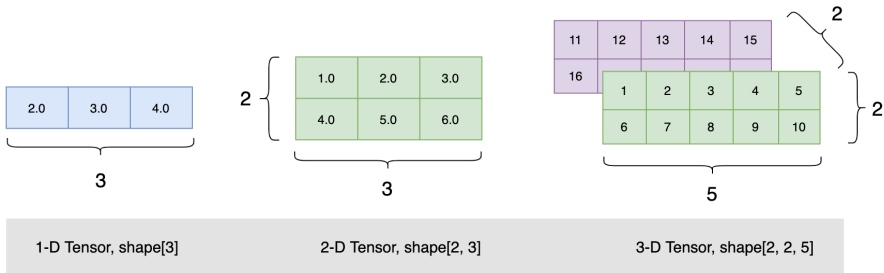 2.0 3.0 4.0
3
2
1.0 2.0 3.0
4.0 5.0 6.0
3
2
11 12 13 14 15
16
1 2 3 4 5
6 7 8 9 10
2
5
1-D Tensor, shape[3]
2-D Tensor, shape[2, 3]
3-D Tensor, shape[2, 2, 5]